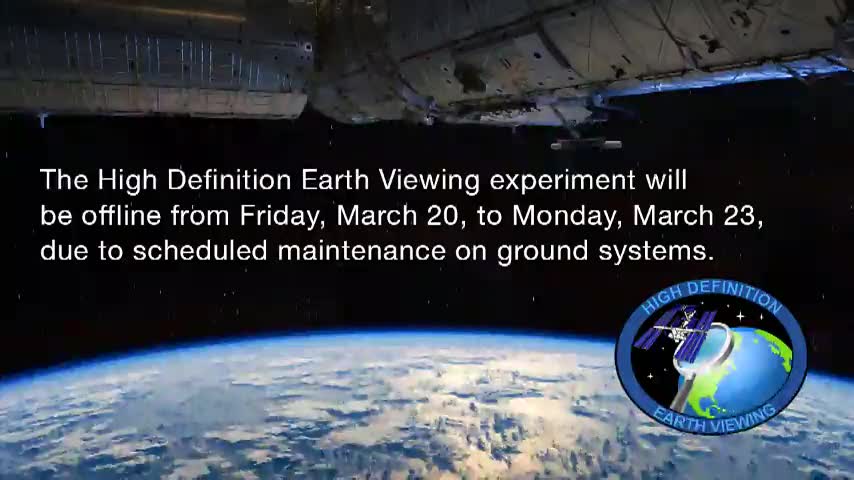 The High Definition Earth Viewing experiment will
be offline from Friday, March 20, to Monday, March 23,
due to scheduled maintenance on ground systems.
HIGH DEFINITION
EARTH VIEWING